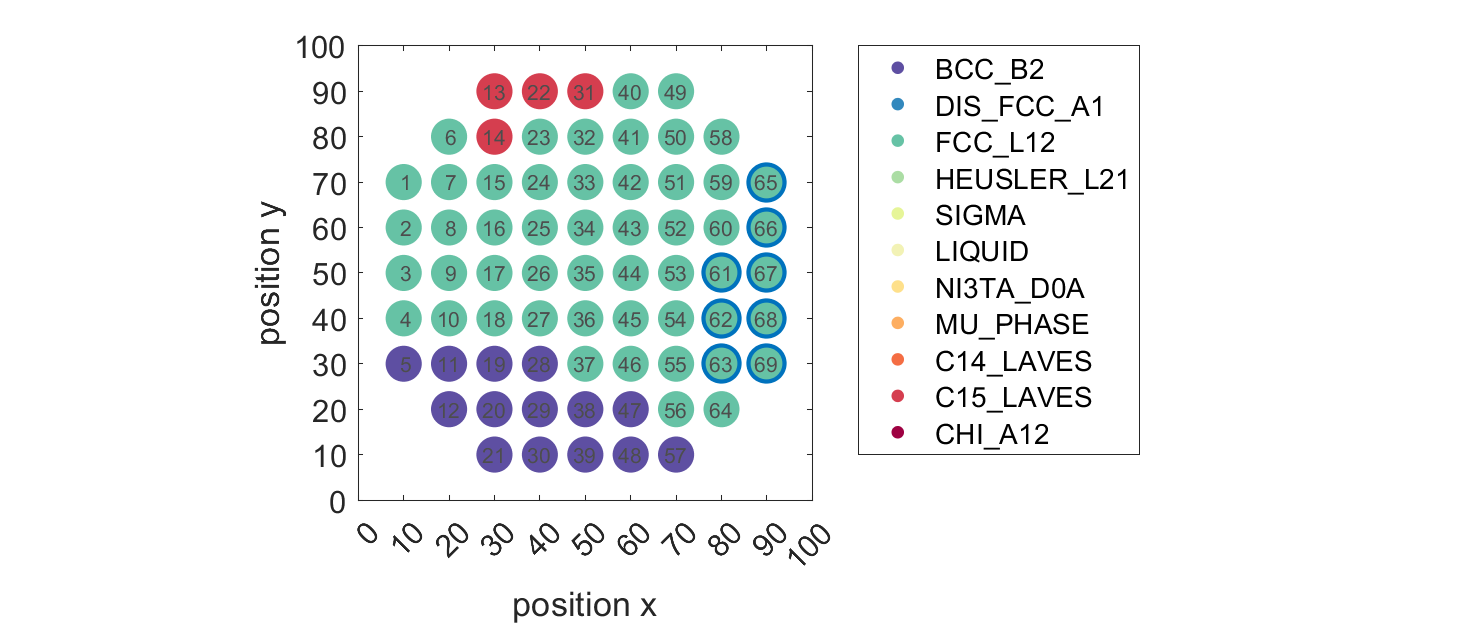 100
90
80
70
60
50
40
30
20
10
0
position y
13 22 31 40 49
6 14 23 32 41 50 58
1 7 15 24 33 42 51 59 65
2 8 16 25 34 43 52 60 66
3 9 17 26 35 44 53 61 67
4 10 18 27 36 45 54 62 68
5 11 19 28 37 46 55 63 69
12 20 29 38 47 56 64
21 30 39 48 57
0 10 20 30 40 50 60 70 80 90 100
position x
BCC_B2
DIS_FCC_A1
FCC_L12
HEUSLER_L21
SIGMA
LIQUID
NI3TA_D0A
MU_PHASE
C14_LAVES
C15_LAVES
CHI_A12